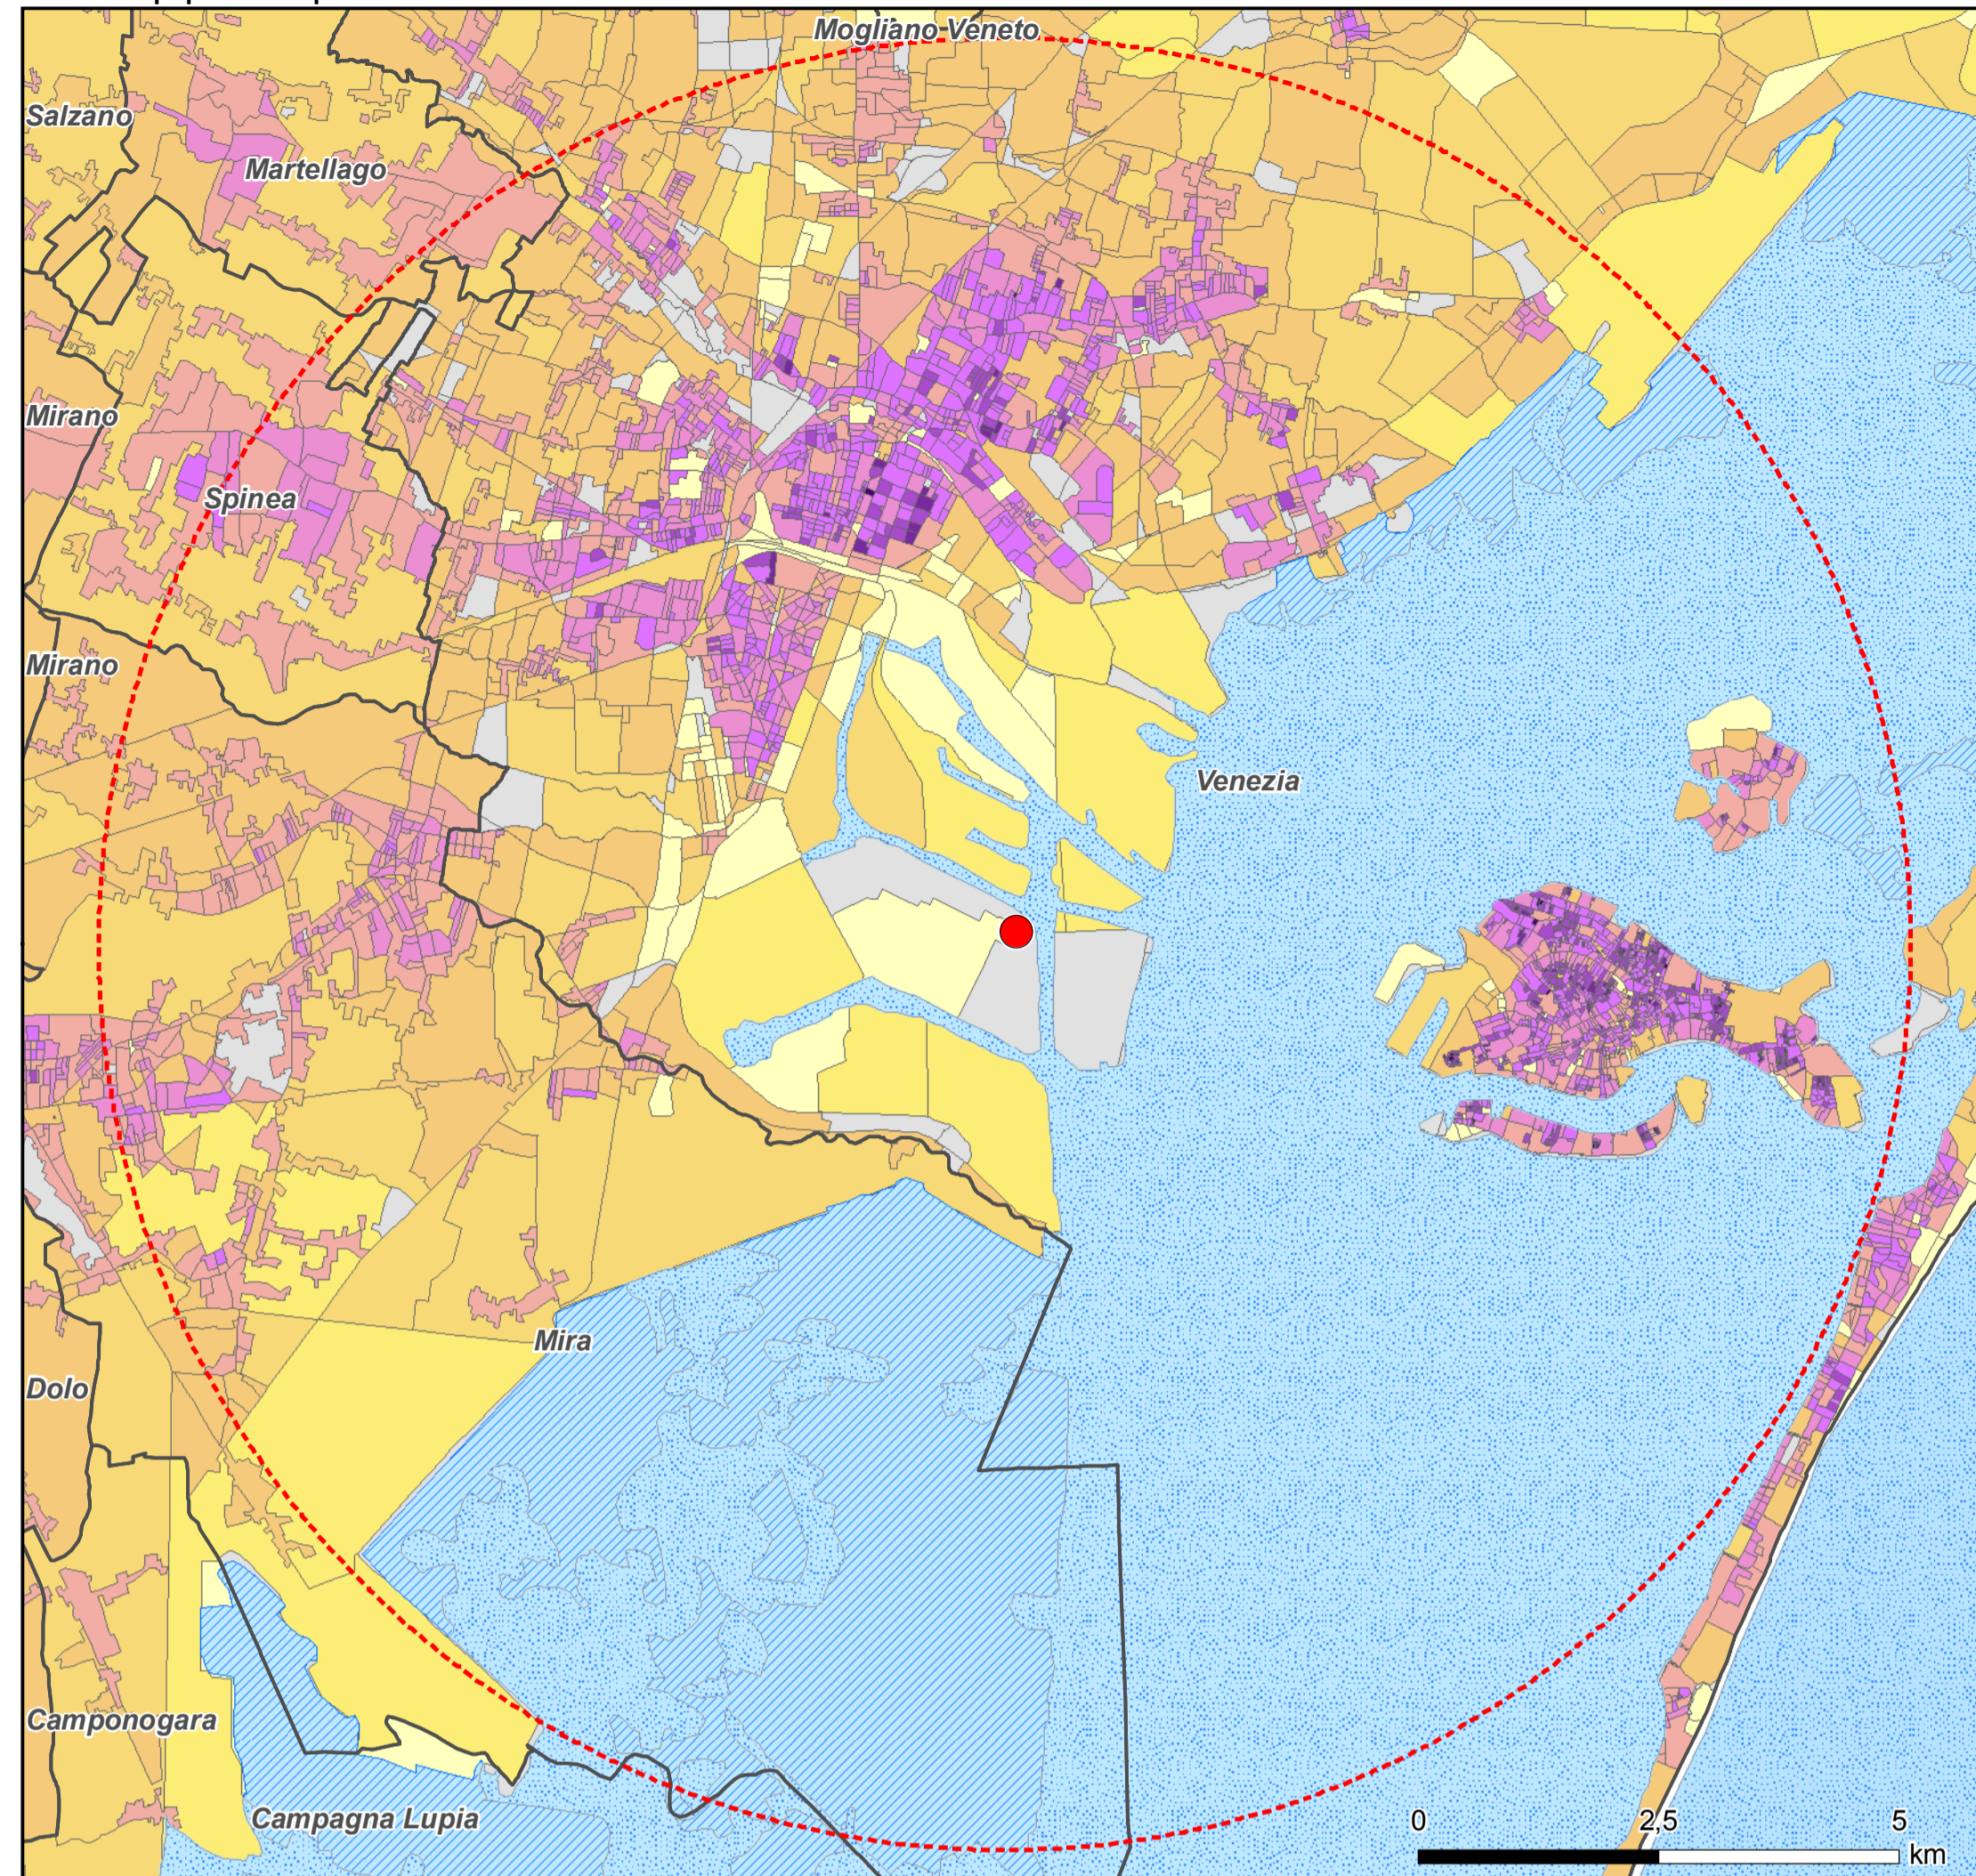 Mogliano Veneto
Salzano
Martellago
Mirano
Spinea
Mirano
Venezia
Mira
Dolo
Camponogara
Campagna Lupia
0 2,5 5
km